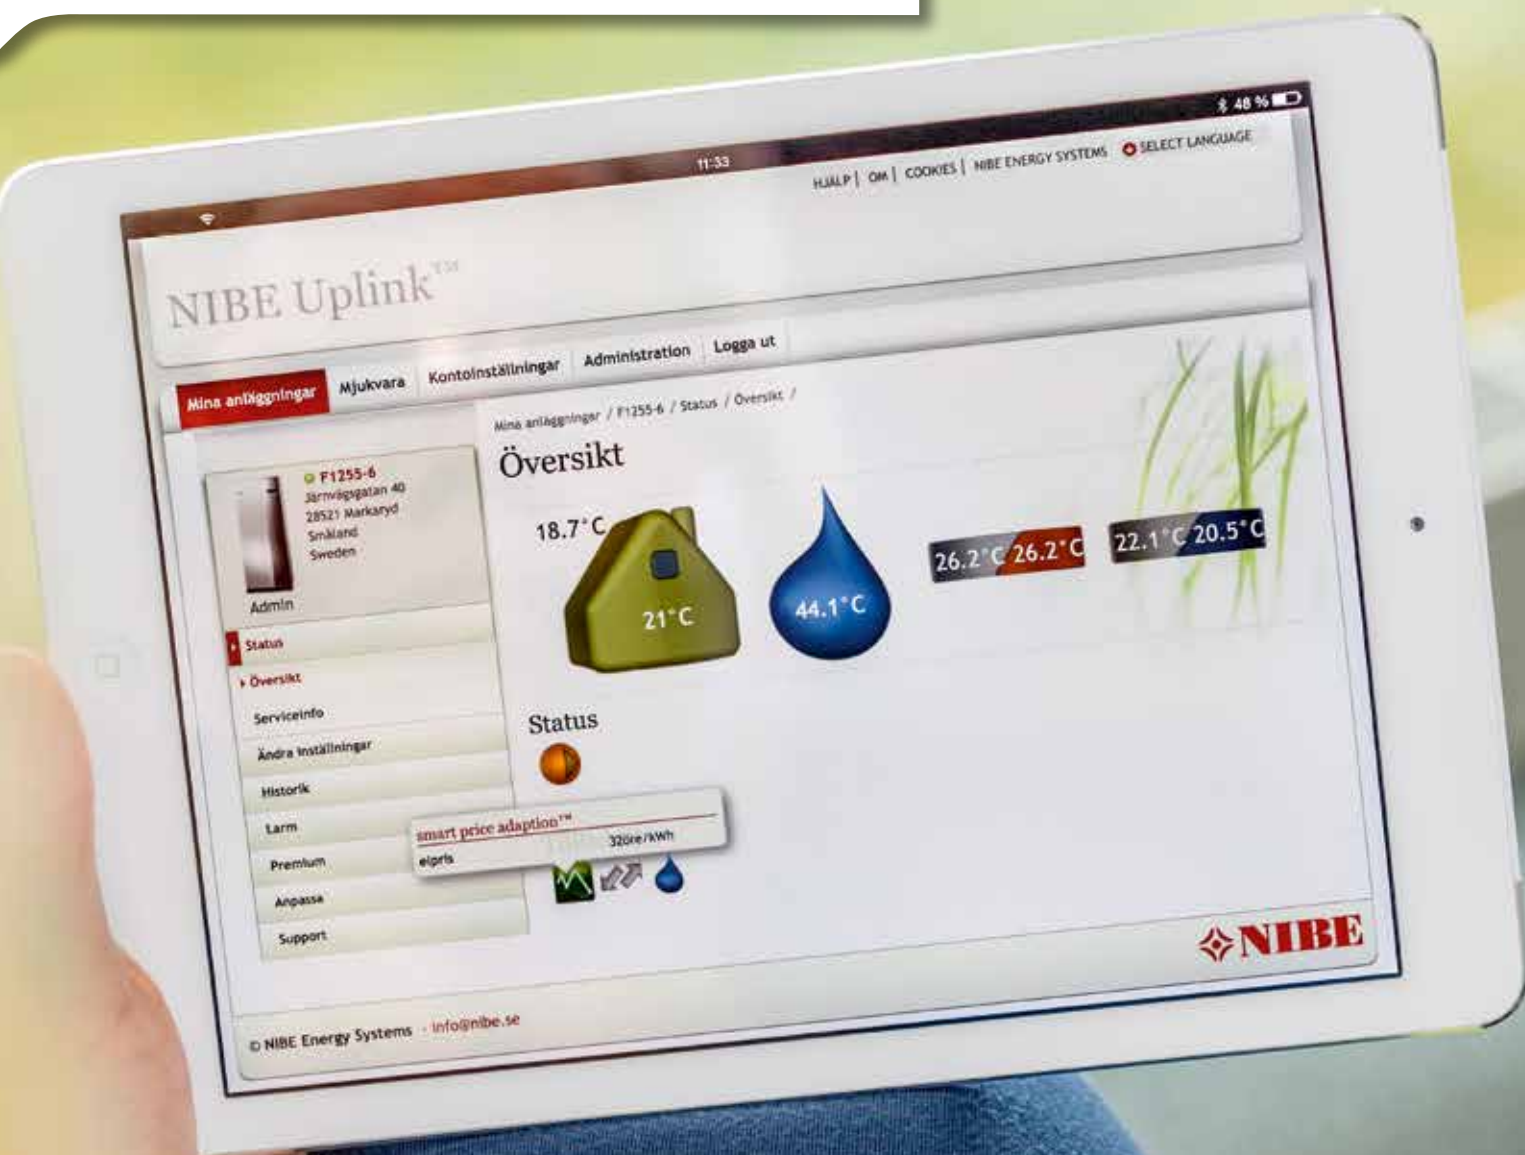 11:33
48 %
HJÄLP | OM | COOKIES | NIBE ENERGY SYSTEMS SELECT LANGUAGE
NIBE Uplink™
Mina anläggningar Mjukvara Kontoinställningar Administration Logga ut
Mina anläggningar / F1255-6 / Status / Översikt /
Översikt
F1255-6
Järnvägsgatan 40
28521 Markaryd
Småland
Sweden
Admin
Status
Översikt
Serviceinfo
Ändra inställningar
Historik
Larm
Premium
Anpassa
Support
18.7°C
21°C
44.1°C
26.2°C 26.2°C
22.1°C 20.5°C
Status
smart price adaption™
elpris 32öre/kWh
NIBE
© NIBE Energy Systems - info@nibe.se